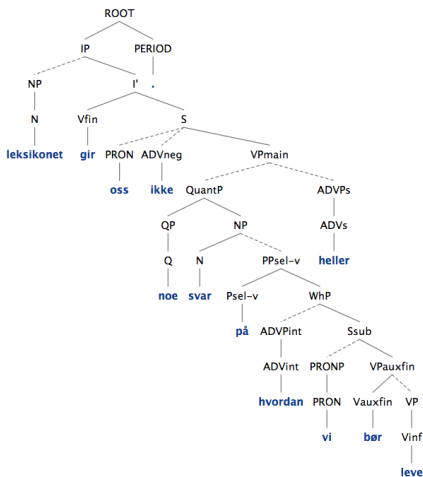 ROOT
IP PERIOD
NP I' .
N Vfin S
leksikonet gir PRON ADVneg VPmain
oss ikke QuantP ADVPs
QP NP ADVs
Q N PPsel-v heller
noe svar Psel-v WhP
på ADVPint Ssub
ADVint PRONP VPauxfin
hvordan PRON Vauxfin VP
vi bør Vinf
leve